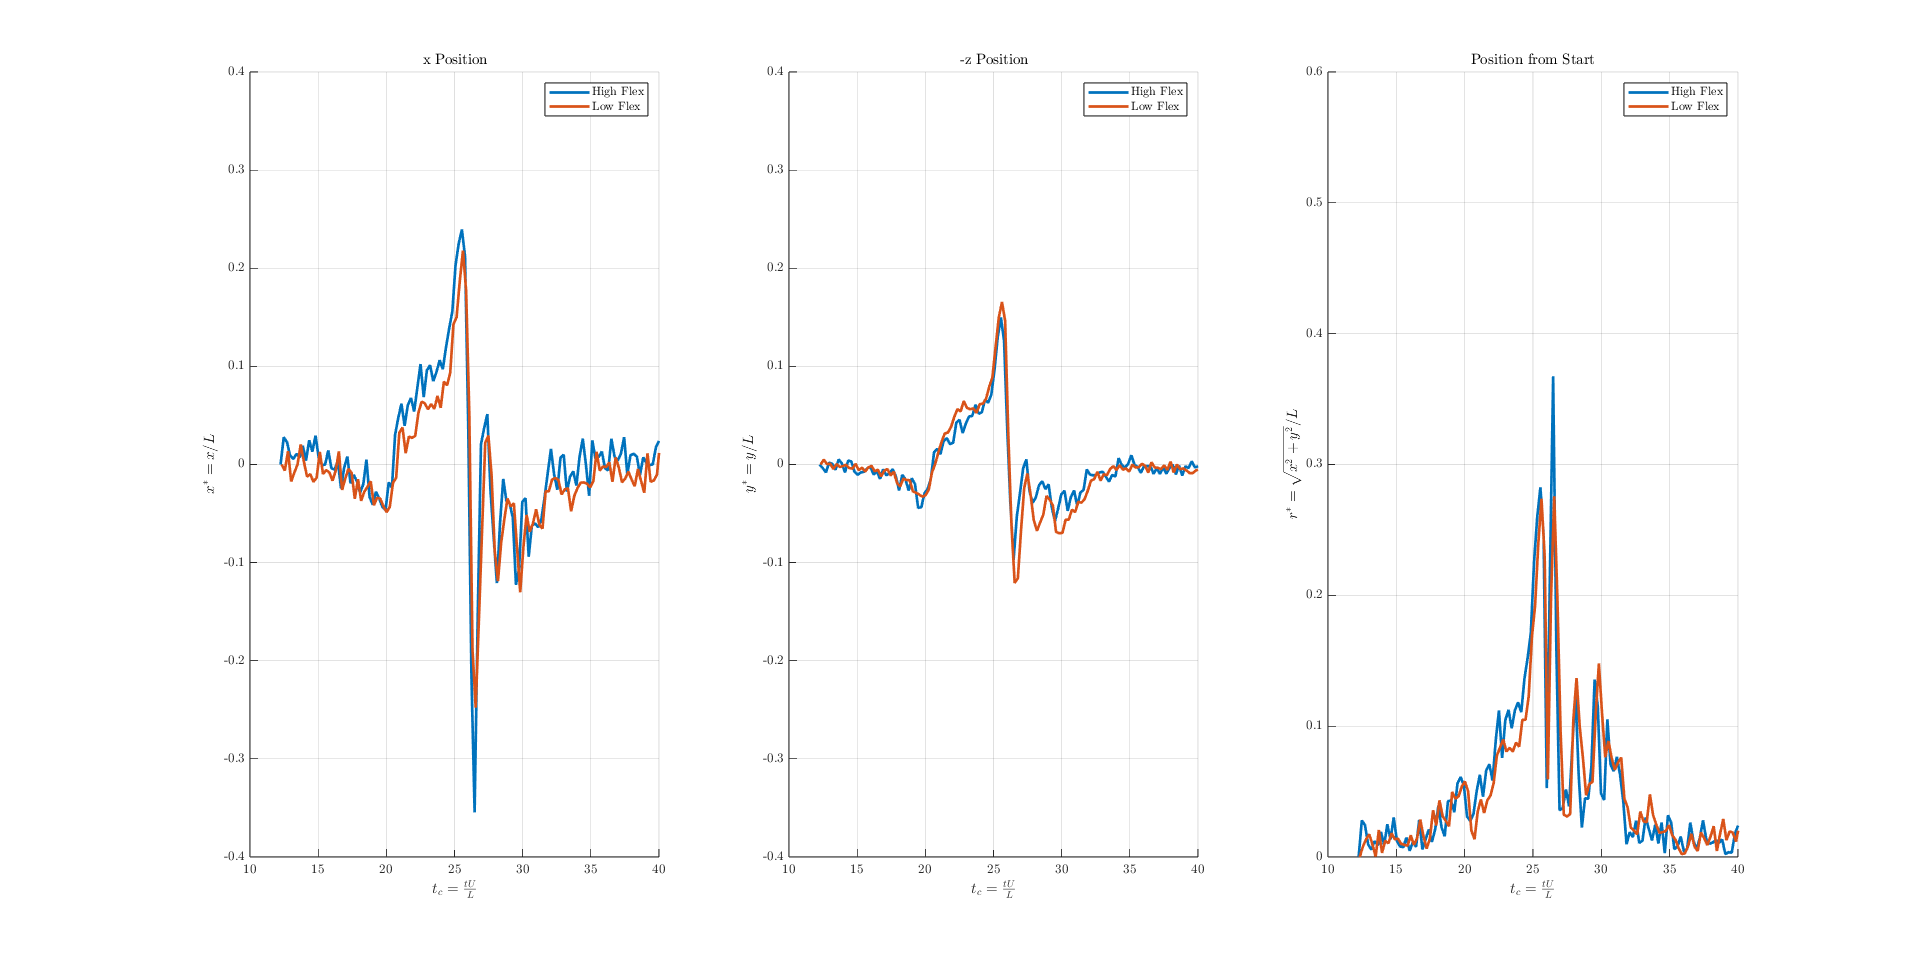 x Position
High Flex
Low Flex
0.4
0.3
0.2
0.1
0
-0.1
-0.2
-0.3
-0.4
x* = x/L
10 15 20 25 30 35 40
t_c = tU/L
-z Position
High Flex
Low Flex
0.4
0.3
0.2
0.1
0
-0.1
-0.2
-0.3
-0.4
y* = y/L
10 15 20 25 30 35 40
t_c = tU/L
Position from Start
High Flex
Low Flex
0.6
0.5
0.4
0.3
0.2
0.1
0
r* = √x² + y²/L
10 15 20 25 30 35 40
t_c = tU/L